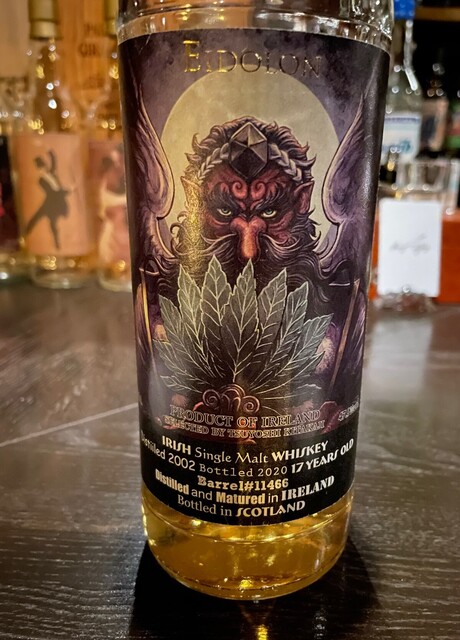 EIDOLON
PRODUCT OF IRELAND
SELECTED BY TSUYOSHI KITAKAJI
IRISH Single Malt WHISKEY
Distilled 2002 Bottled 2020 17 YEARS OLD
Barrel#11466
Distilled and Matured in IRELAND
Bottled in SCOTLAND